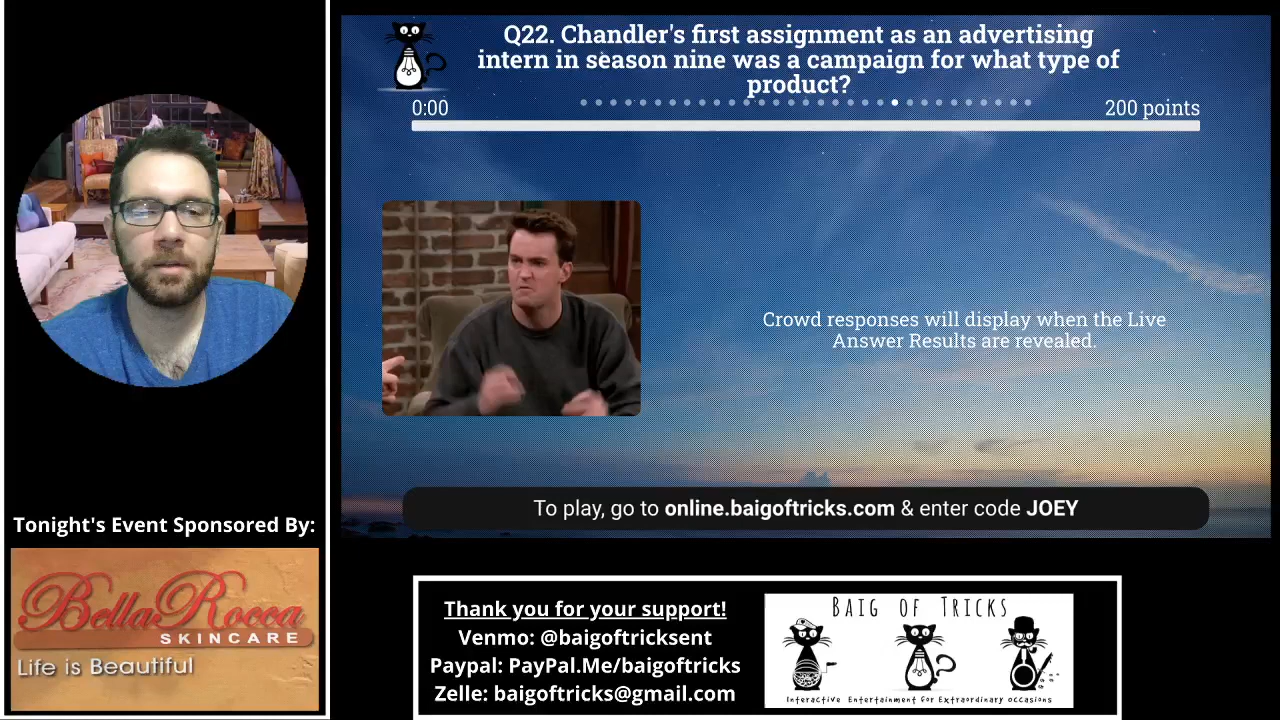 Q22. Chandler's first assignment as an advertising
intern in season nine was a campaign for what type of
product?
0:00
200 points
Crowd responses will display when the Live
Answer Results are revealed.
To play, go to online.baigoftricks.com & enter code JOEY
Tonight's Event Sponsored By:
BellaRocca
SKINCARE
Life is Beautiful
Thank you for your support!
Venmo: @baigoftricksent
Paypal: PayPal.Me/baigoftricks
Zelle: baigoftricks@gmail.com
BAIG OF TRICKS
Interactive Entertainment for Extraordinary occasions